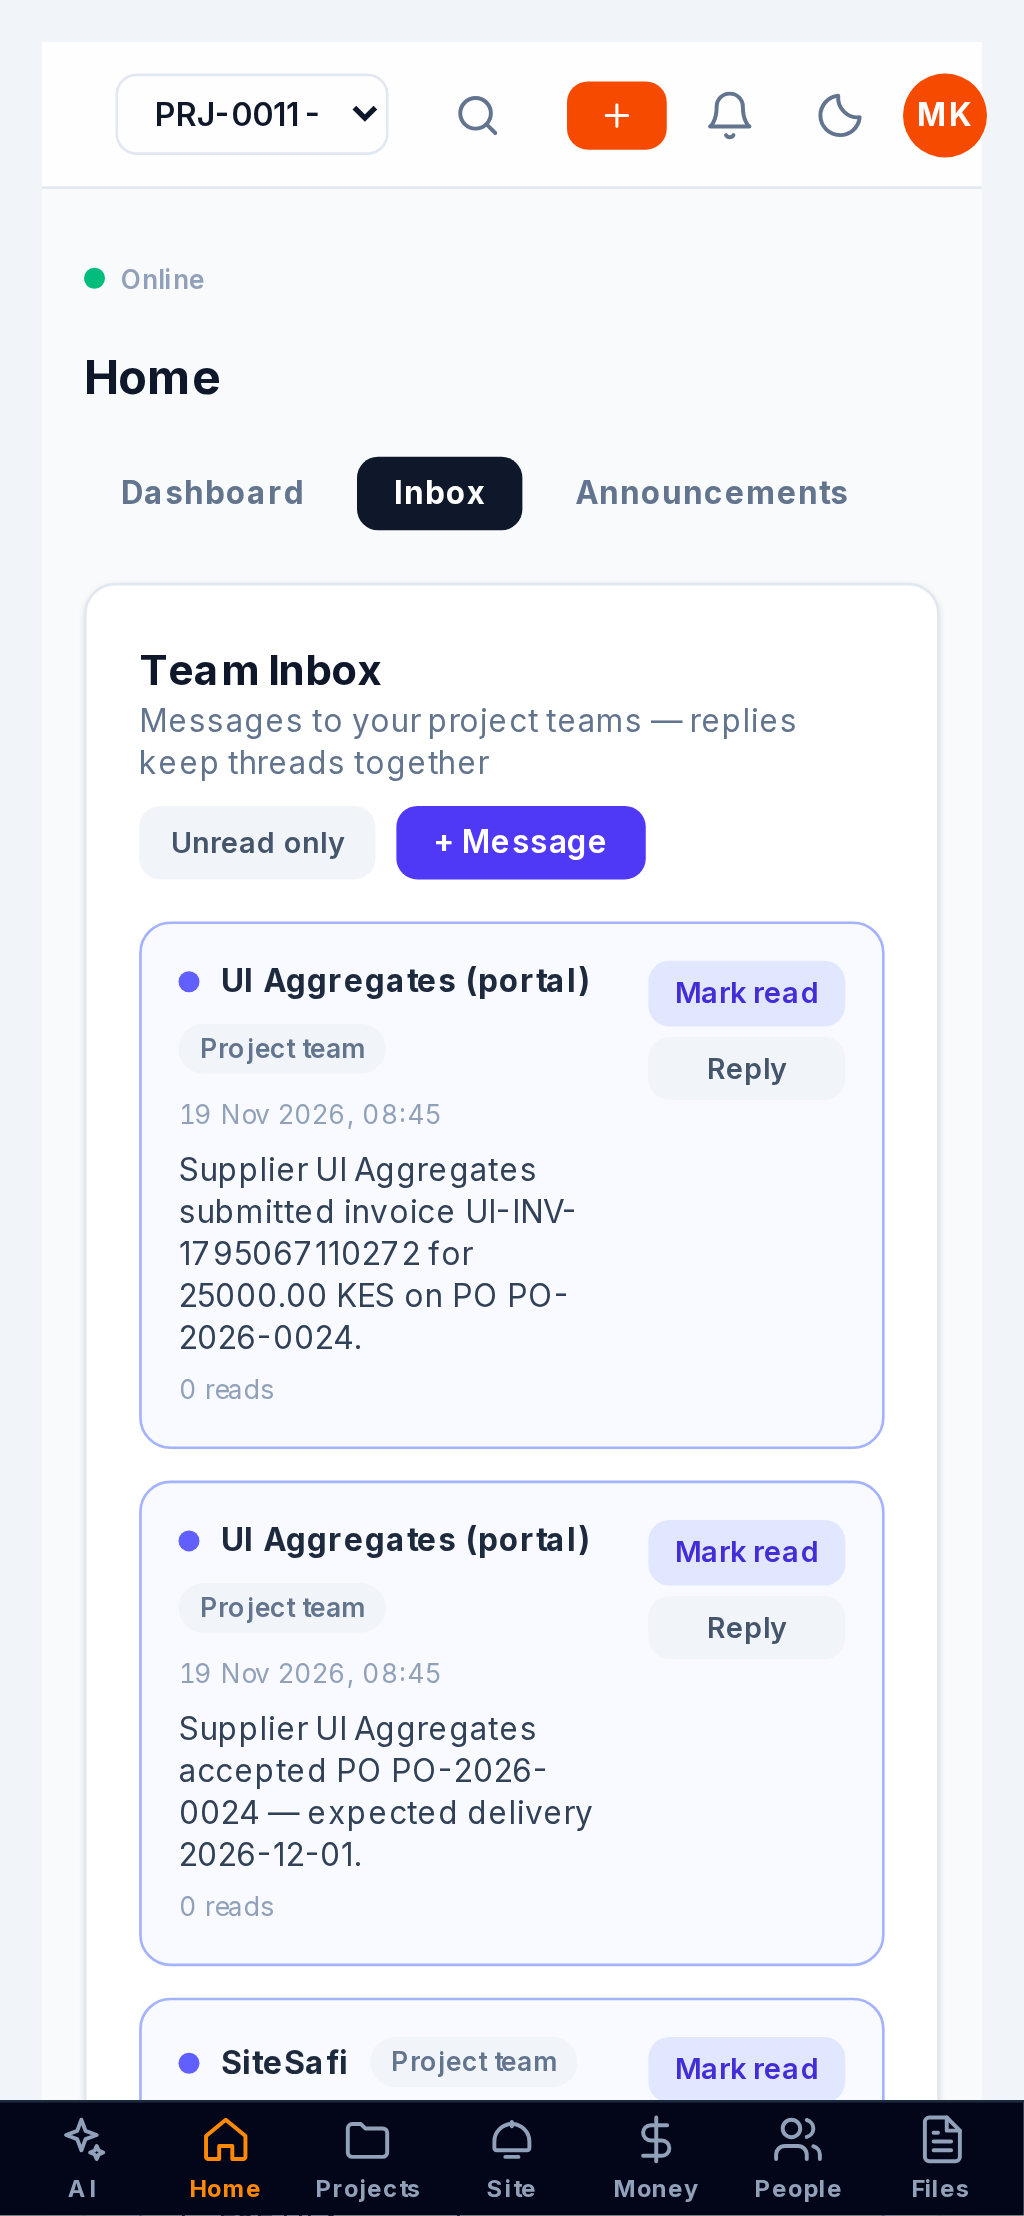 PRJ-0011 -
MK
Online
Home
Dashboard
Inbox
Announcements
Team Inbox
Messages to your project teams — replies
keep threads together
Unread only
+ Message
UI Aggregates (portal)
Mark read
Project team
Reply
19 Nov 2026, 08:45
Supplier UI Aggregates
submitted invoice UI-INV-
1795067110272 for
25000.00 KES on PO PO-
2026-0024.
0 reads
UI Aggregates (portal)
Mark read
Project team
Reply
19 Nov 2026, 08:45
Supplier UI Aggregates
accepted PO PO-2026-
0024 — expected delivery
2026-12-01.
0 reads
SiteSafi
Project team
Mark read
AI
Home
Projects
Site
Money
People
Files